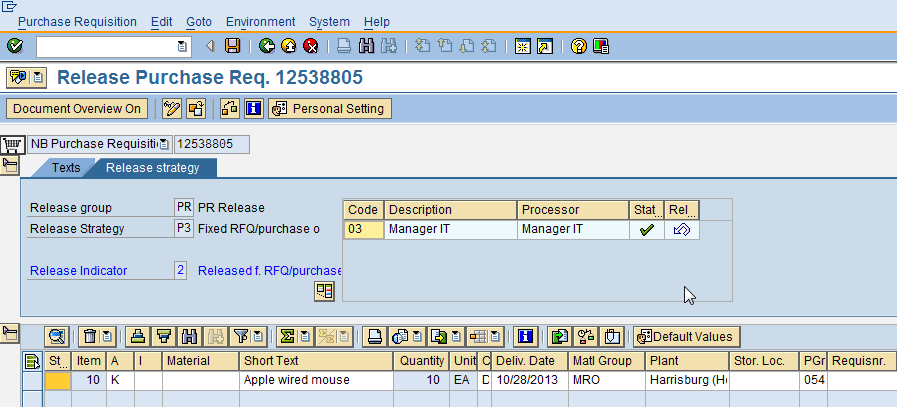 Purchase Requisition Edit Goto Environment System Help
Release Purchase Req. 12538805
Document Overview On Personal Setting
NB Purchase Requisiti 12538805
Texts Release strategy
Release group PR PR Release
Release Strategy P3 Fixed RFQ/purchase o
Release Indicator 2 Released f. RFQ/purchase
Code Description Processor Stat... Rel...
03 Manager IT Manager IT
Default Values
St... Item A I Material Short Text Quantity Unit C Deliv. Date Matl Group Plant Stor. Loc. PGr Requisnr.
10 K Apple wired mouse 10 EA D 10/28/2013 MRO Harrisburg (H 054